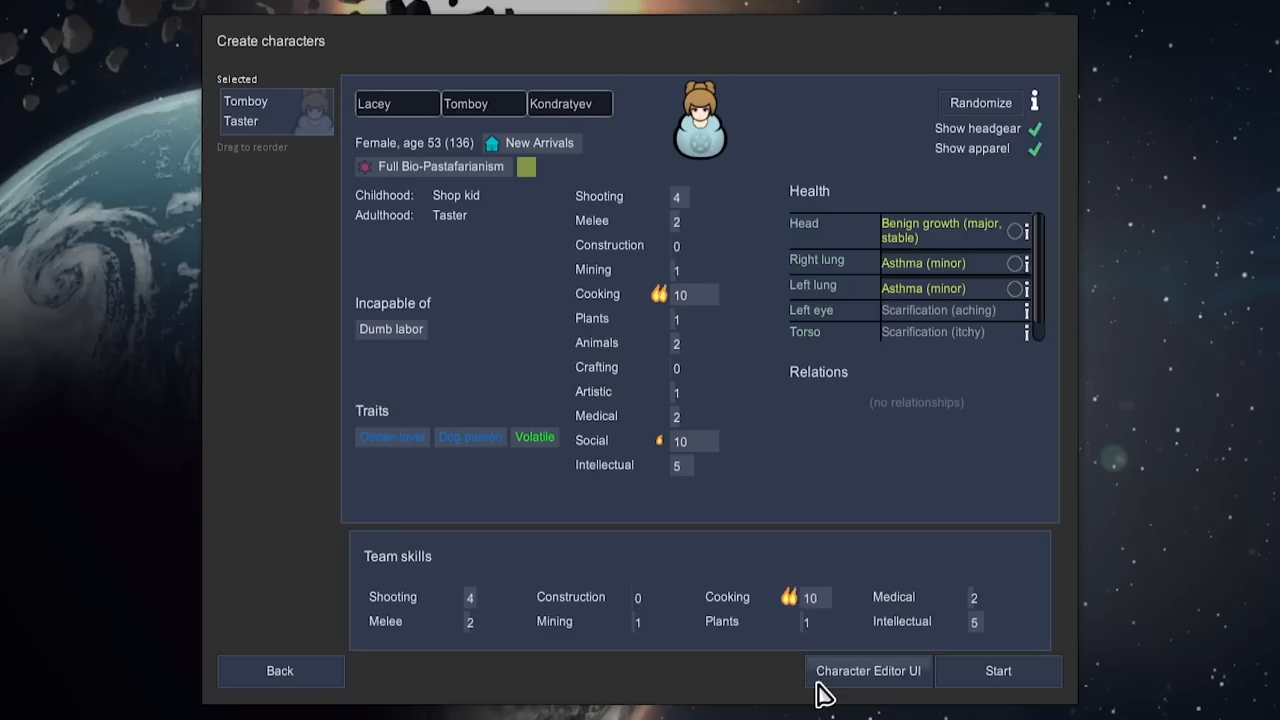 Create characters
Selected
Tomboy
Taster
Drag to reorder
Lacey Tomboy Kondratyev
Female, age 53 (136) New Arrivals
Full Bio-Pastafarianism
Childhood: Shop kid
Adulthood: Taster
Incapable of
Dumb labor
Traits
Ocean lover Dog person Volatile
Shooting 4
Melee 2
Construction 0
Mining 1
Cooking 10
Plants 1
Animals 2
Crafting 0
Artistic 1
Medical 2
Social 10
Intellectual 5
Randomize
Show headgear
Show apparel
Health
Head Benign growth (major, stable)
Right lung Asthma (minor)
Left lung Asthma (minor)
Left eye Scarification (aching)
Torso Scarification (itchy)
Relations
(no relationships)
Team skills
Shooting 4 Construction 0 Cooking 10 Medical 2
Melee 2 Mining 1 Plants 1 Intellectual 5
Back Character Editor UI Start